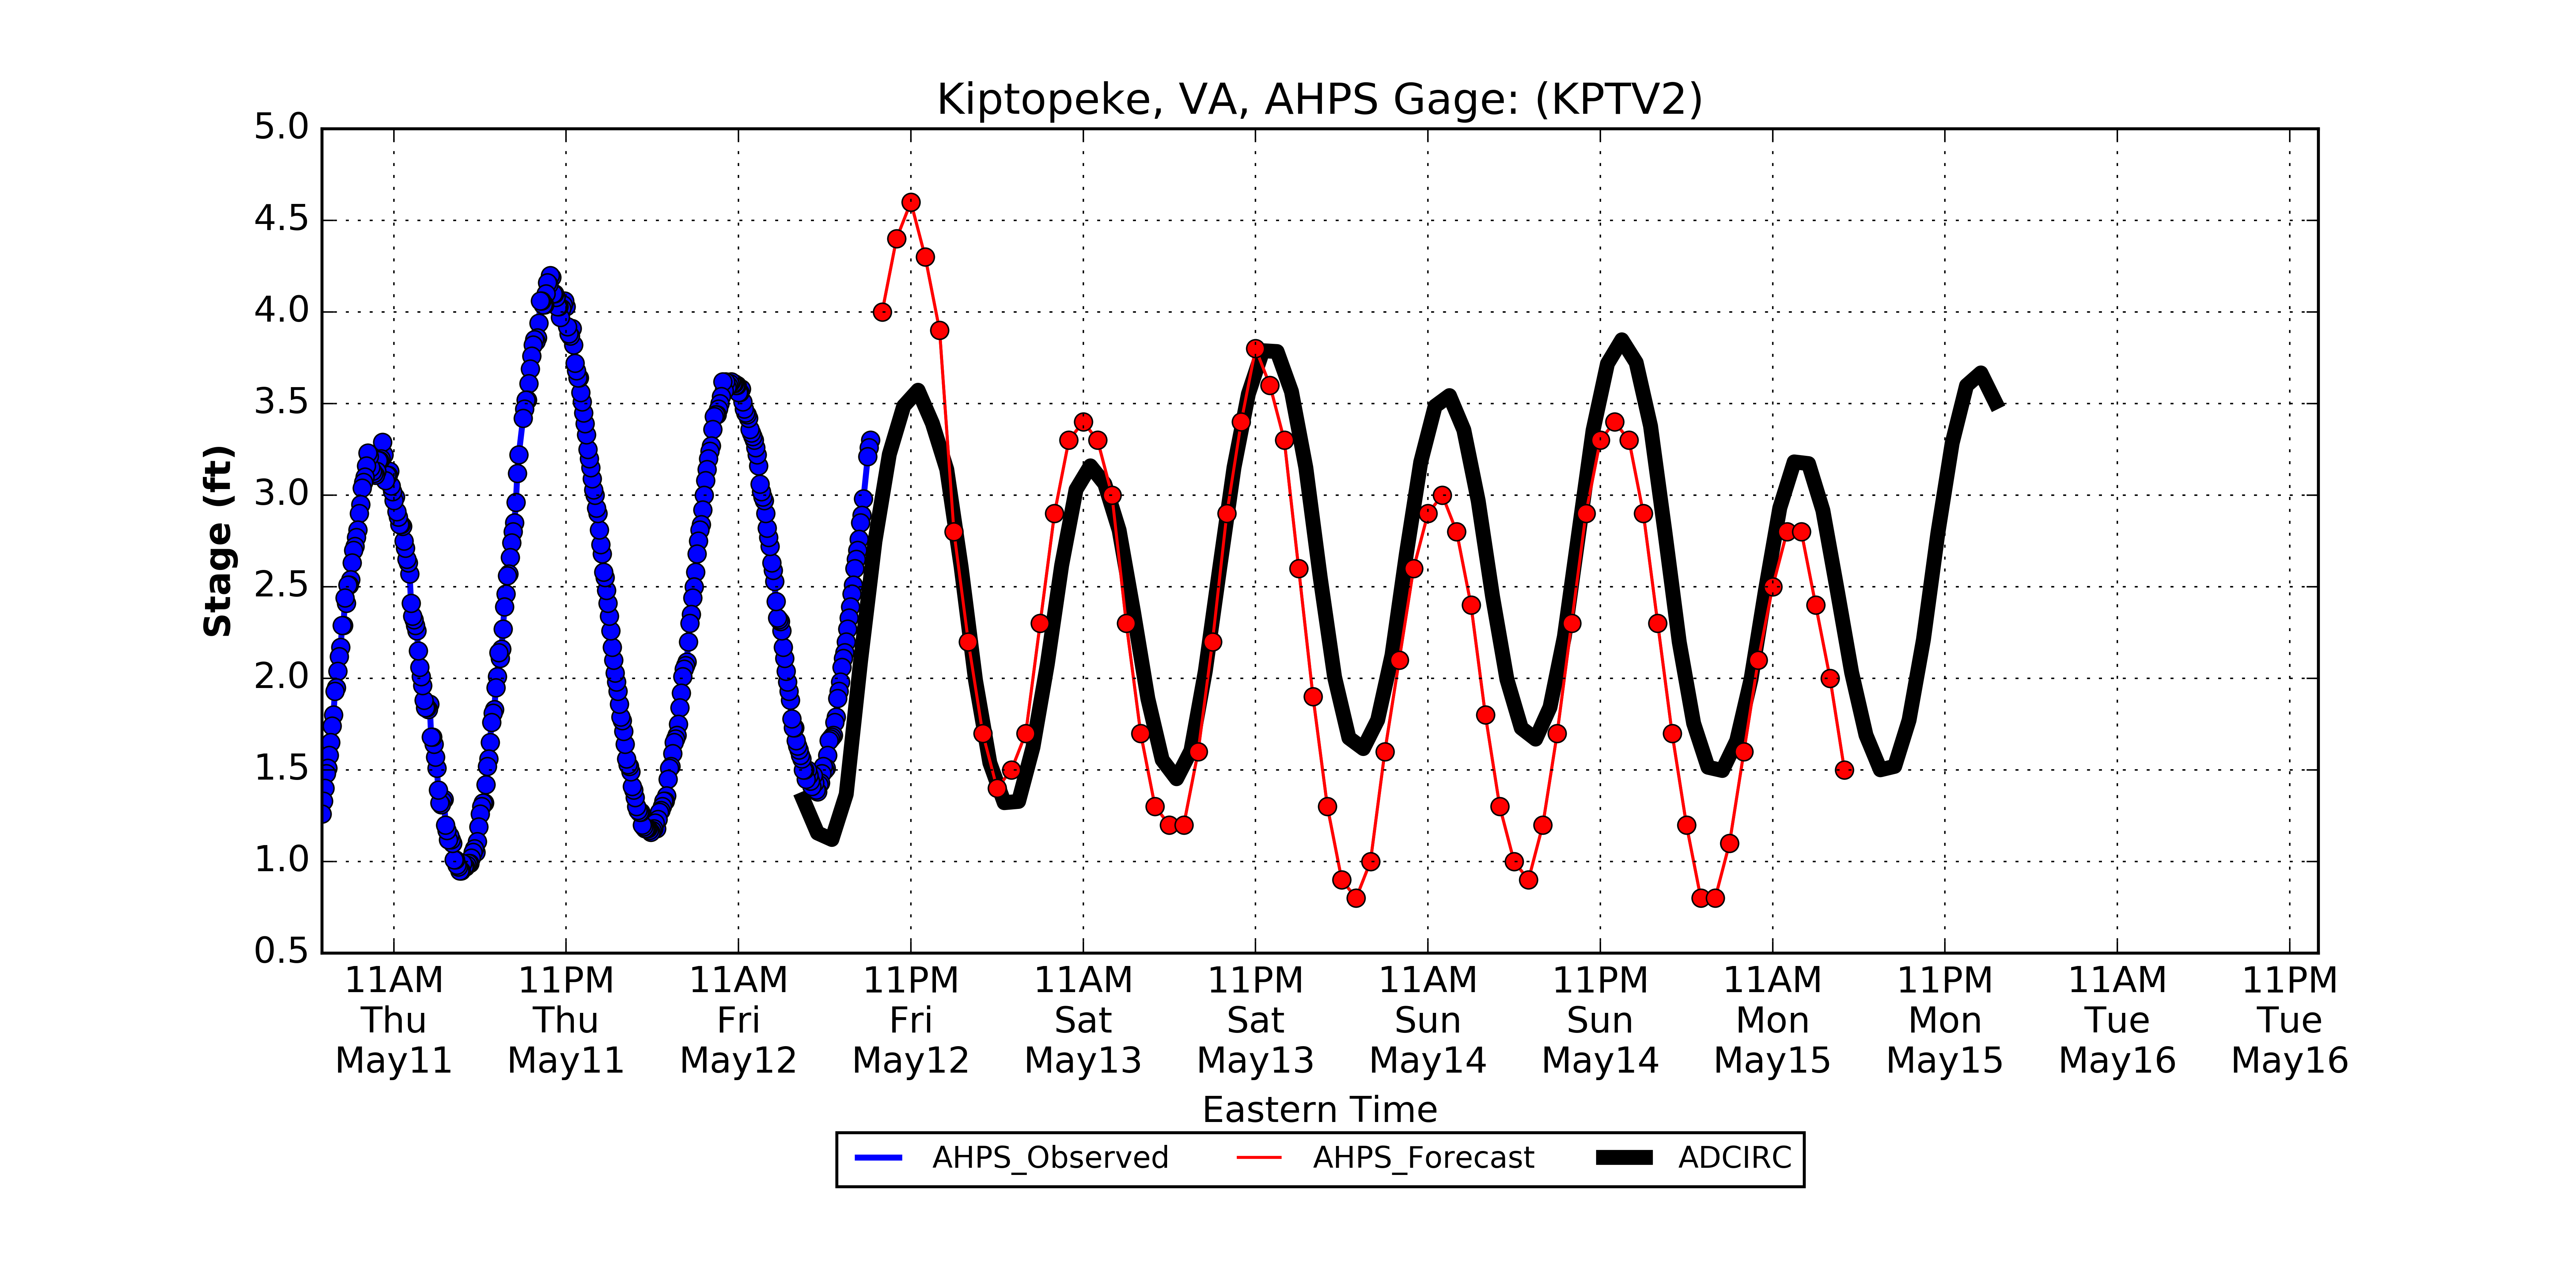 Kiptopeke, VA, AHPS Gage: (KPTV2)
5.0
4.5
4.0
3.5
3.0
2.5
2.0
1.5
1.0
0.5
Stage (ft)
11AM 11PM 11AM 11PM 11AM 11PM 11AM 11PM 11AM 11PM 11AM 11PM
Thu Thu Fri Fri Sat Sat Sun Sun Mon Mon Tue Tue
May11 May11 May12 May12 May13 May13 May14 May14 May15 May15 May16 May16
Eastern Time
AHPS_Observed AHPS_Forecast ADCIRC